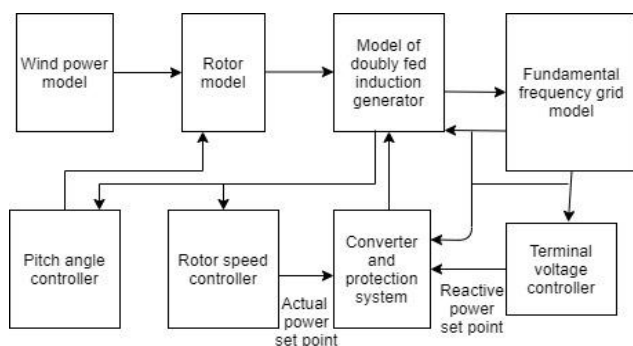 Wind power
model
Rotor
model
Model of
doubly fed
induction
generator
Fundamental
frequency grid
model
Pitch angle
controller
Rotor speed
controller
Actual
power
set point
Converter
and
protection
system
Reactive
power
set point
Terminal
voltage
controller